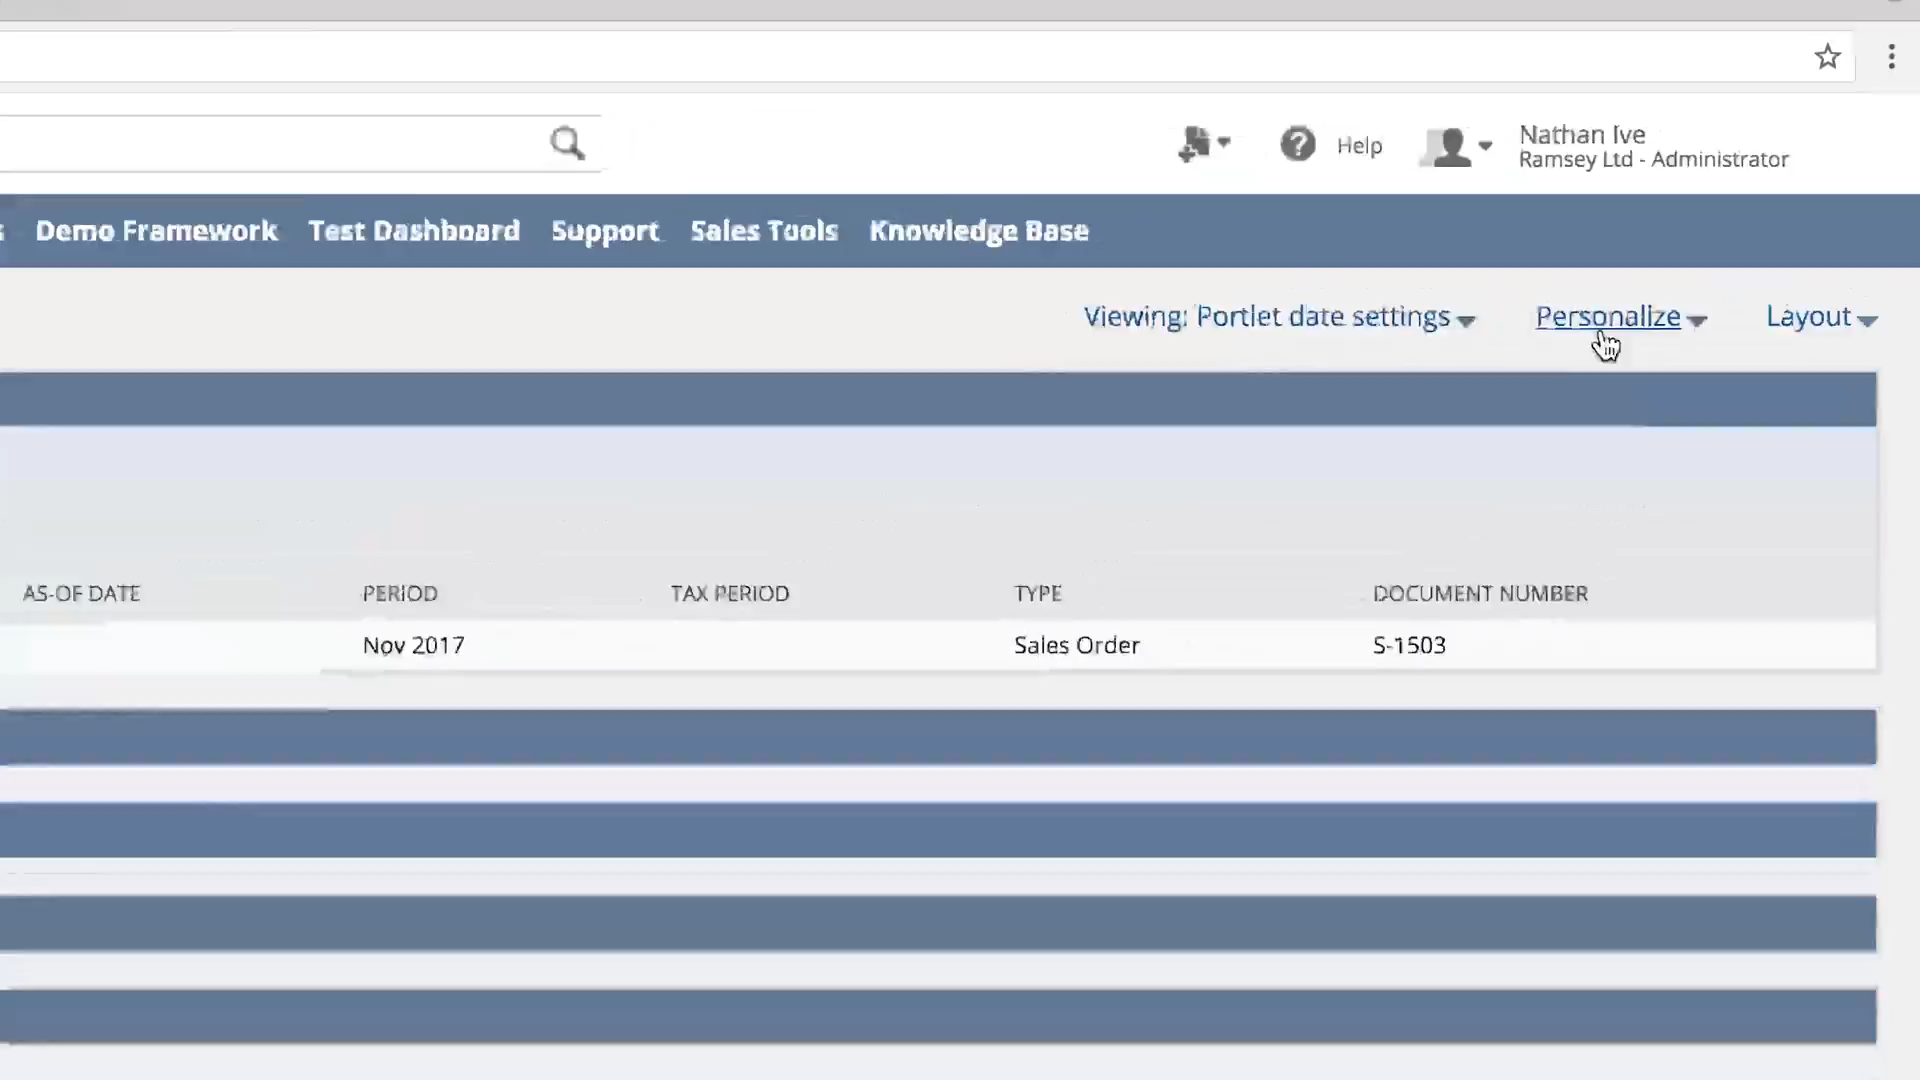 Help
Nathan Ive
Ramsey Ltd - Administrator
Demo Framework Test Dashboard Support Sales Tools Knowledge Base
Viewing: Portlet date settings Personalize Layout
AS-OF DATE PERIOD TAX PERIOD TYPE DOCUMENT NUMBER
Nov 2017 Sales Order S-1503